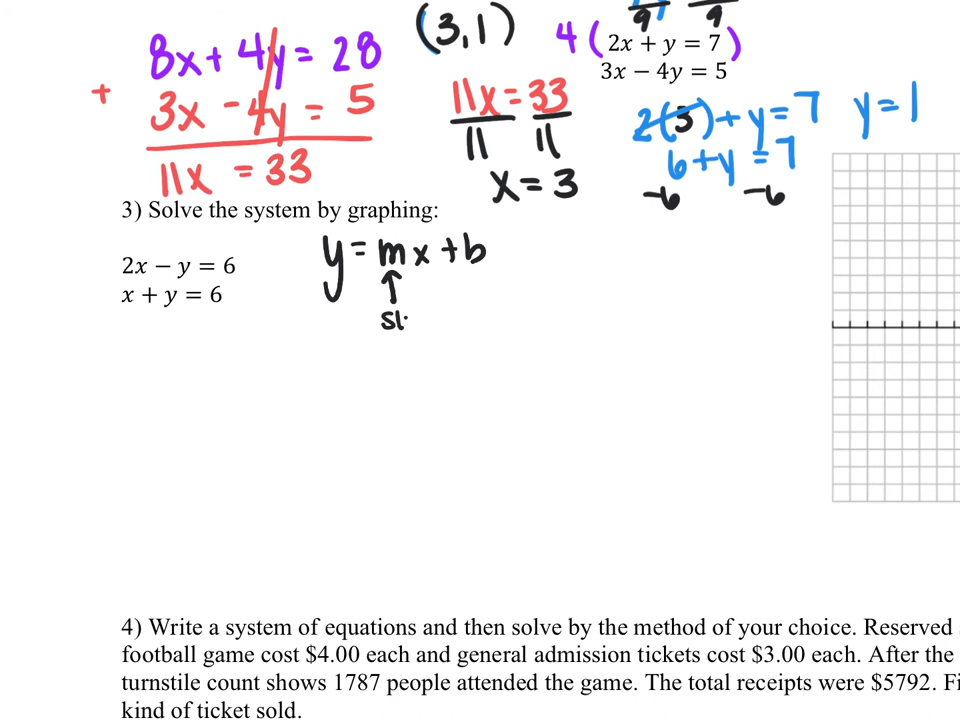 8x + 4y = 28
+ 3x - 4y = 5
11x = 33
(3,1)
11x = 33
11 11
x = 3
9 9
4( 2x + y = 7 )
3x − 4y = 5
2(3) + y = 7
y = 1
6 + y = 7
-6 -6
3) Solve the system by graphing:
2x − y = 6
x + y = 6
y = mx + b
↑
4) Write a system of equations and then solve by the method of your choice. Reserved
football game cost $4.00 each and general admission tickets cost $3.00 each. After the
turnstile count shows 1787 people attended the game. The total receipts were $5792.
kind of ticket sold.